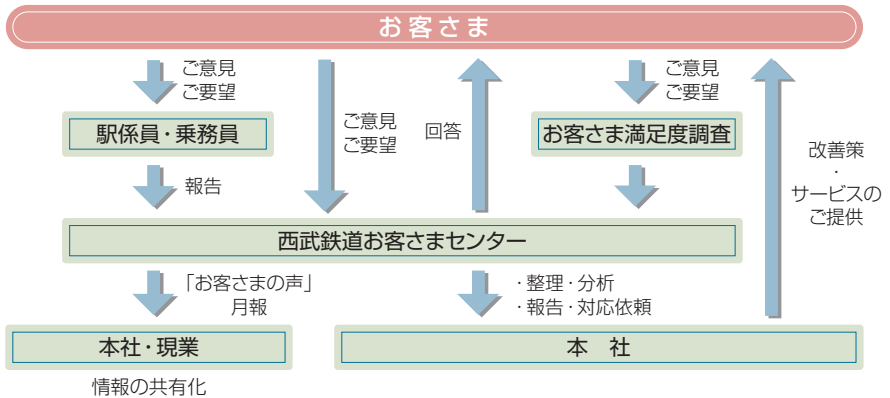 お客さま
ご意見
ご要望
ご意見
ご要望
駅係員・乗務員
ご意見
ご要望
回答
お客さま満足度調査
改善策
・
サービスの
ご提供
報告
西武鉄道お客さまセンター
「お客さまの声」
月報
・整理・分析
・報告・対応依頼
本社・現業
本　社
情報の共有化